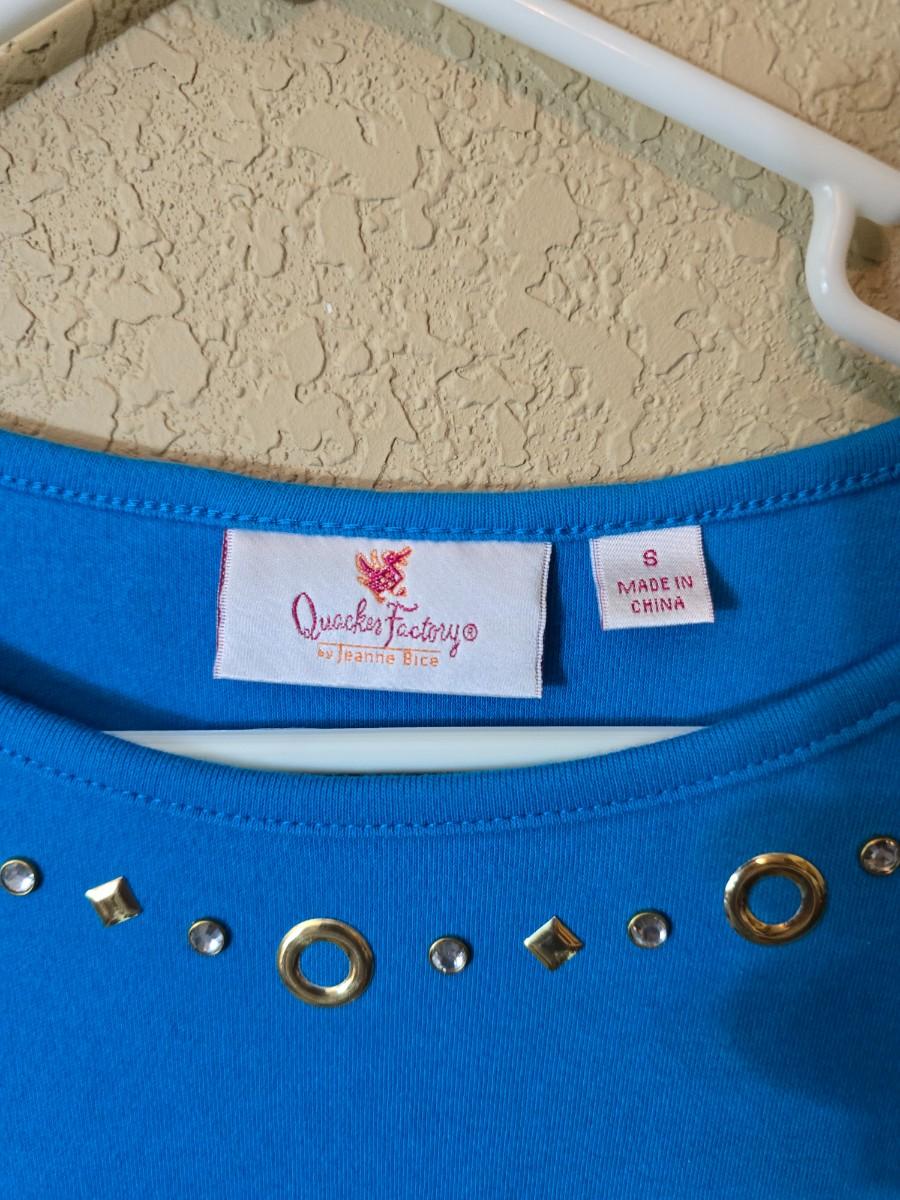 Quacker Factory®
by Jeanne Bice
S
MADE IN
CHINA